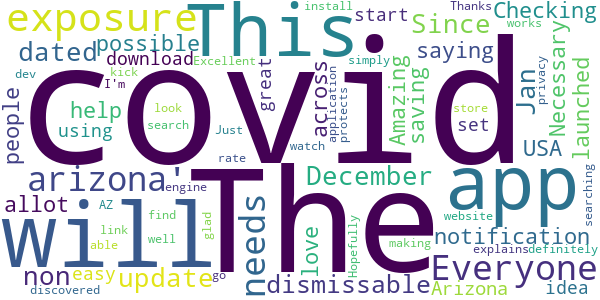 exposure This Since Checking
install Thanks works
dated possible start
download Excellent simply saying
dev kick I'm great across Amazing Jan privacy
people help look store covid application protects saving Necessary launched
using search Just watch set USA
rate
arizona' The app
engine December
allot AZ find will needs love website searching
link notification
able well glad Hopefully explains definitely
non easy update go dismissable making Everyone
discovered Arizona idea